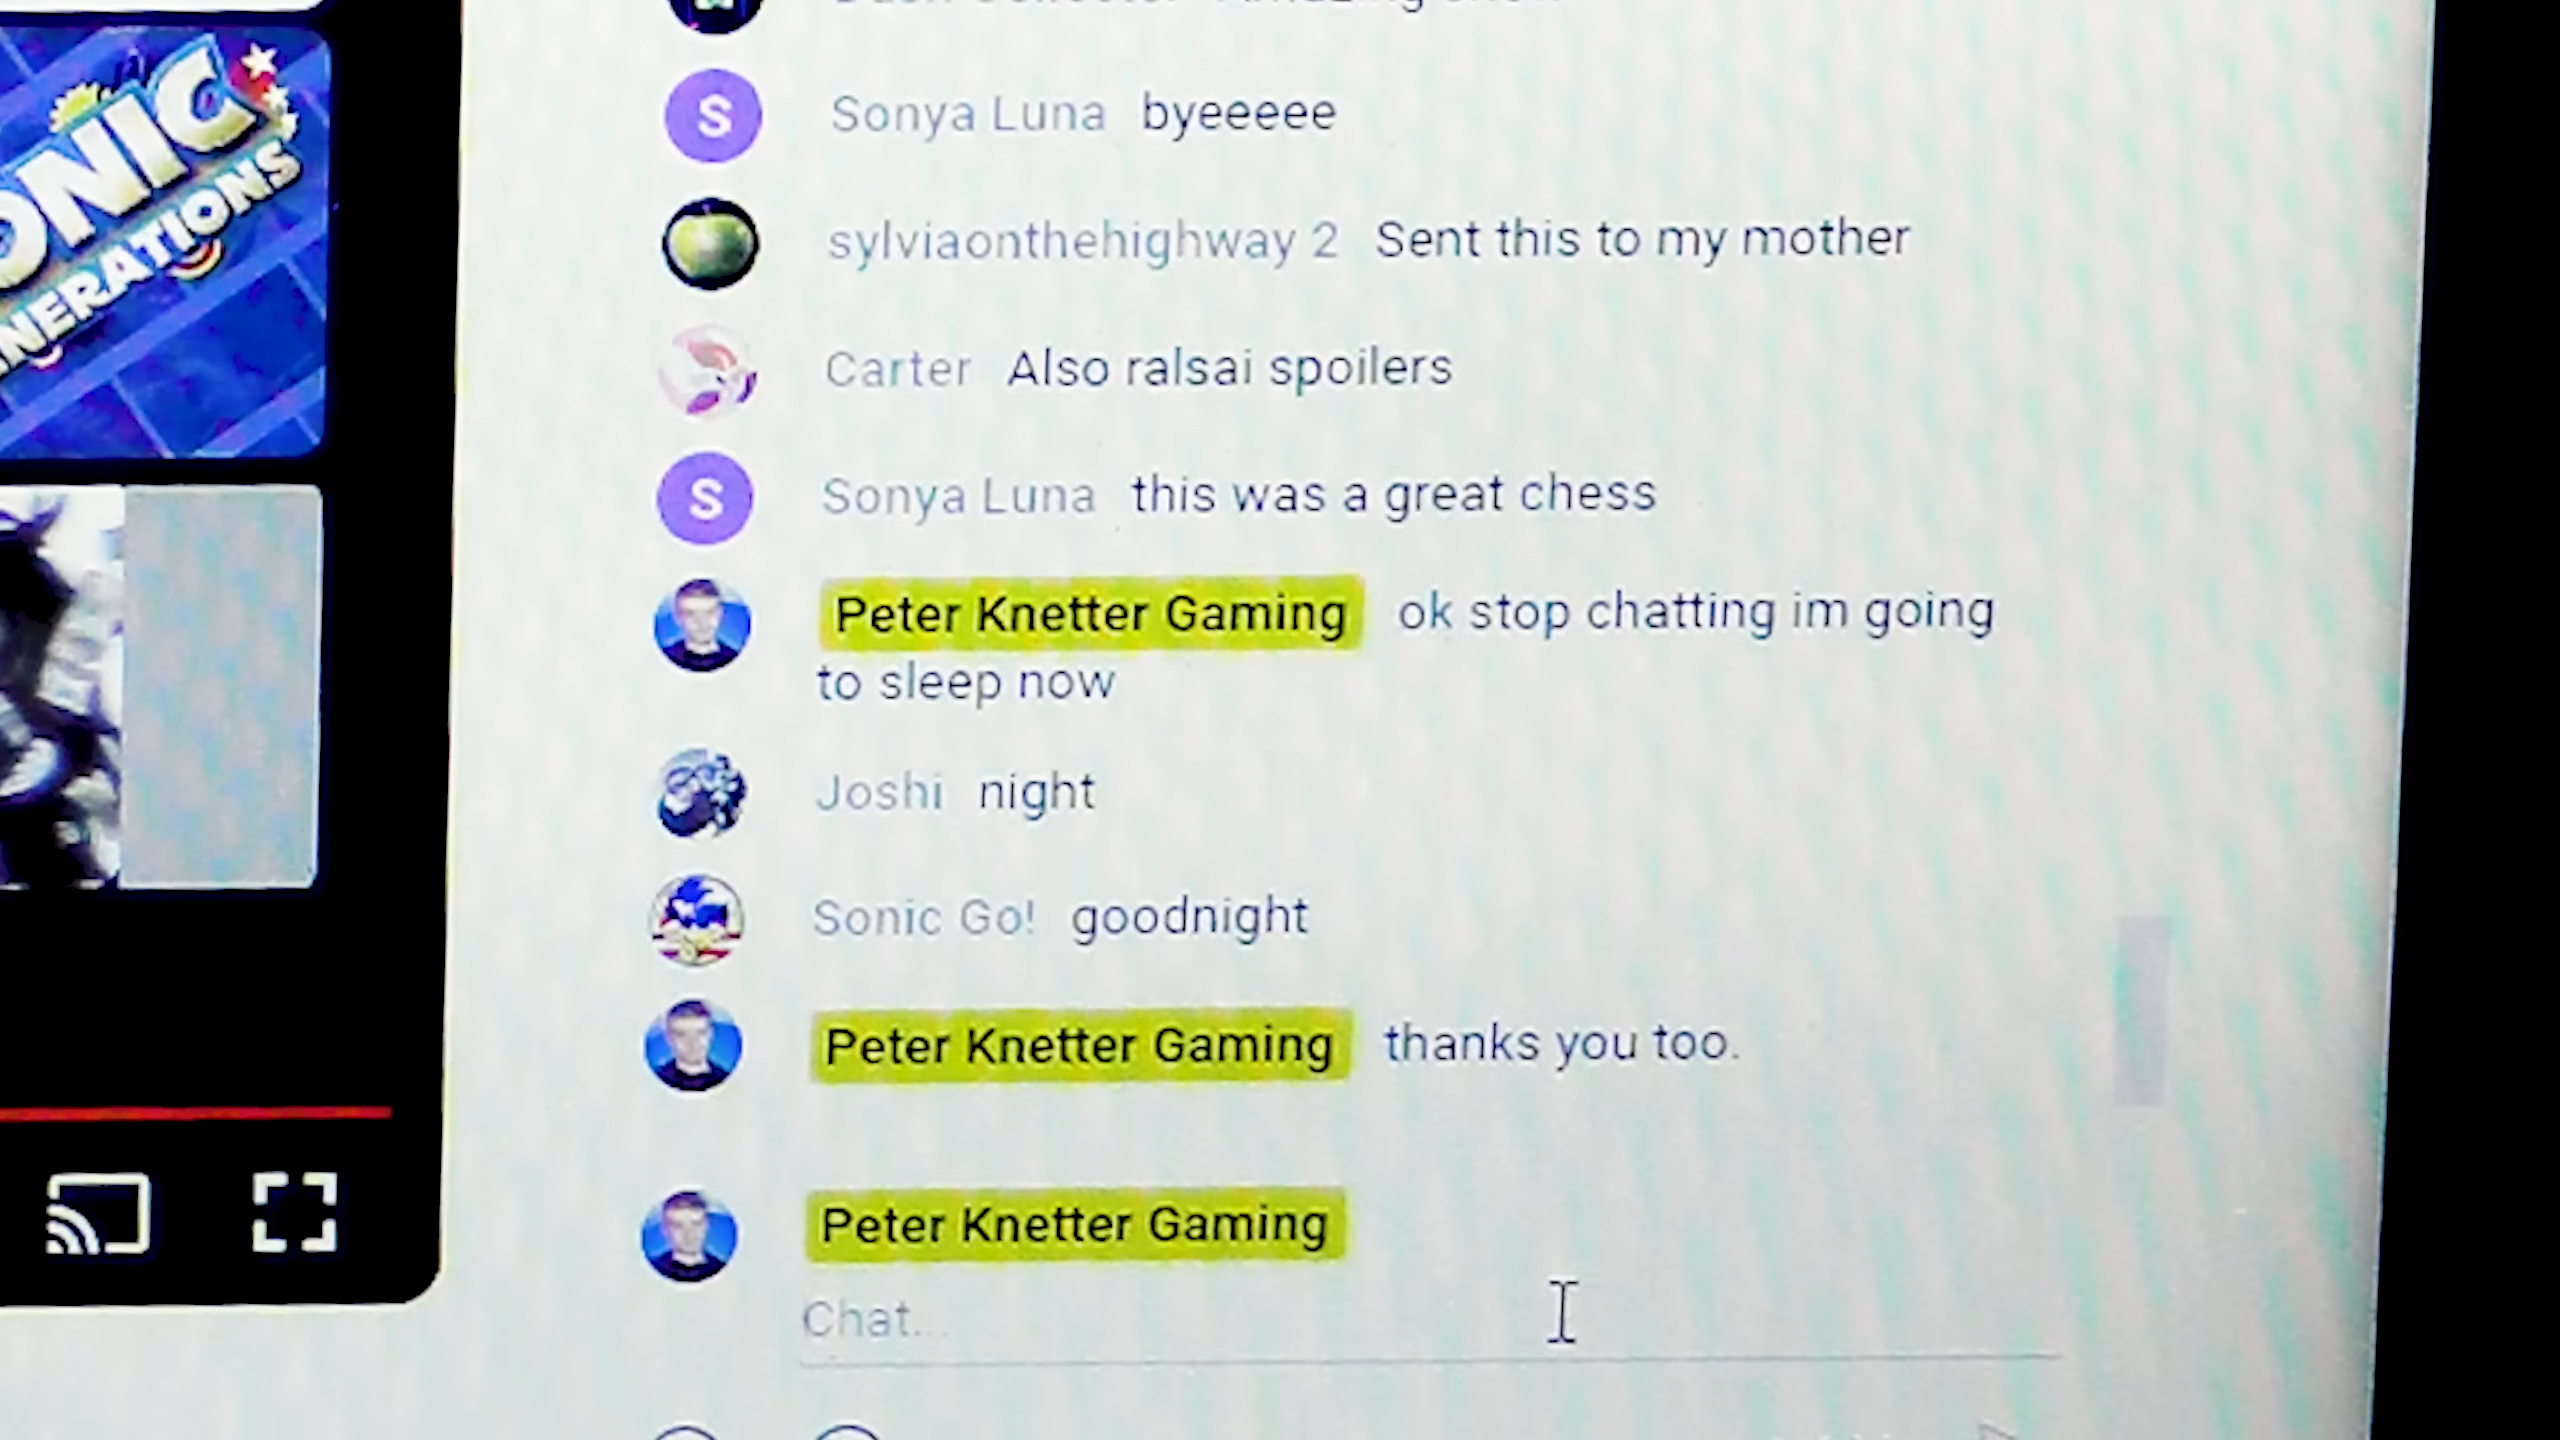 Sonya Luna byeeeee
sylviaonthehighway 2 Sent this to my mother
Carter Also ralsai spoilers
Sonya Luna this was a great chess
Peter Knetter Gaming ok stop chatting im going
to sleep now
Joshi night
Sonic Go! goodnight
Peter Knetter Gaming thanks you too.
Peter Knetter Gaming
Chat...
ONIC
NERATIONS
S
S